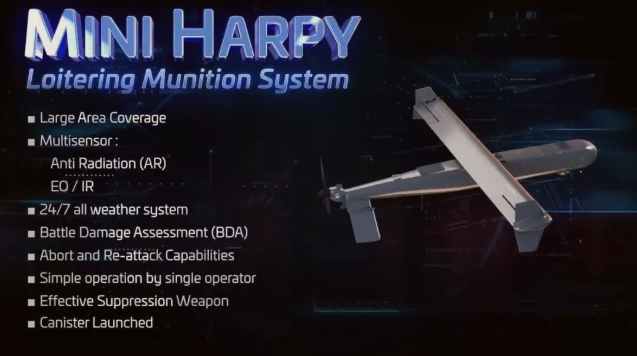 MINI HARPY
Loitering Munition System
Large Area Coverage
Multisensor :
Anti Radiation (AR)
EO / IR
24/7 all weather system
Battle Damage Assessment (BDA)
Abort and Re-attack Capabilities
Simple operation by single operator
Effective Suppression Weapon
Canister Launched